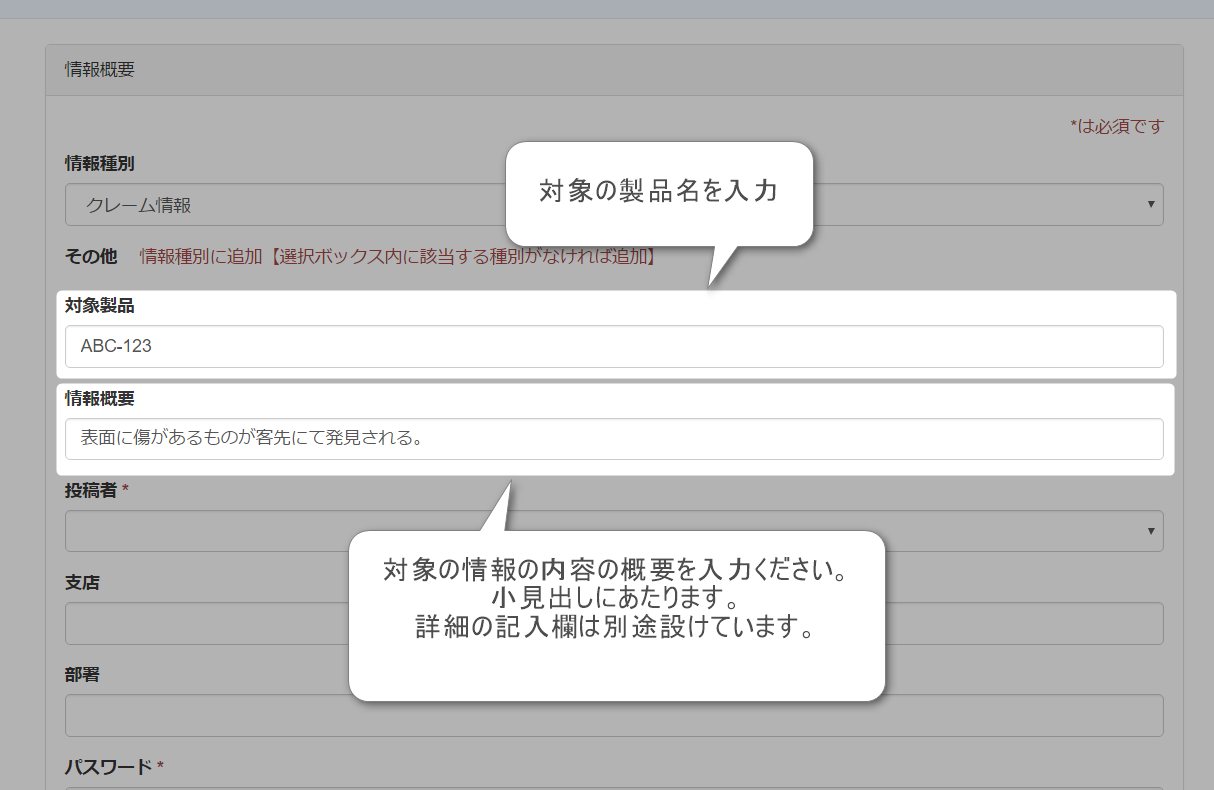 情報概要
*は必須です
情報種別
対象の製品名を入力
クレーム情報
その他 情報種別に追加【選択ボックス内に該当する種別がなければ追加】
対象製品
ABC-123
情報概要
表面に傷があるものが客先にて発見される。
投稿者 *
対象の情報の内容の概要を入力ください。
小見出しにあたります。
詳細の記入欄は別途設けています。
支店
部署
パスワード *